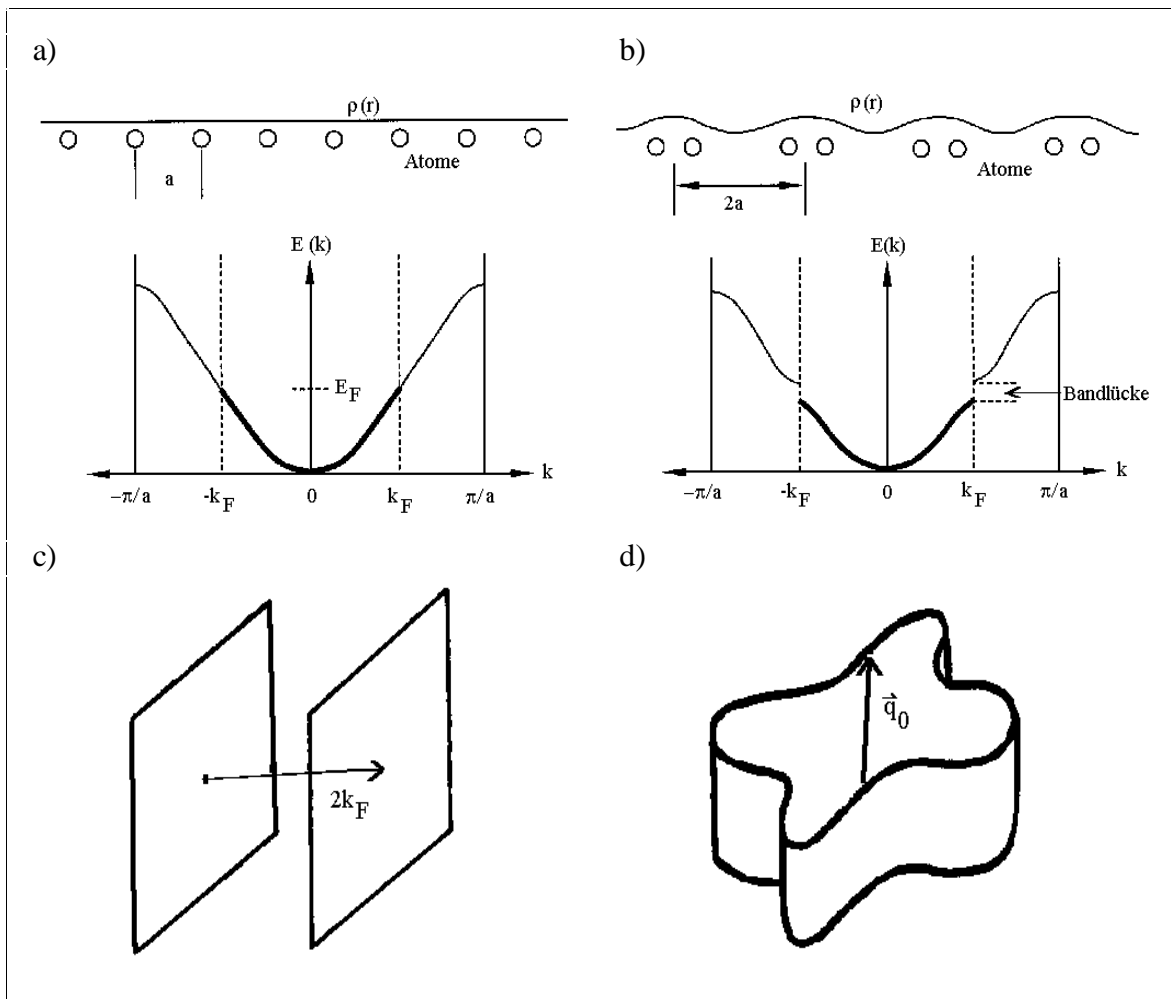 a)
ρ(r)
Atome
a
E (k)
E_F
k
–π/a -k_F 0 k_F π/a
b)
ρ(r)
Atome
2a
E(k)
Bandlücke
k
–π/a -k_F 0 k_F π/a
c)
2k_F
d)
q⃗_0